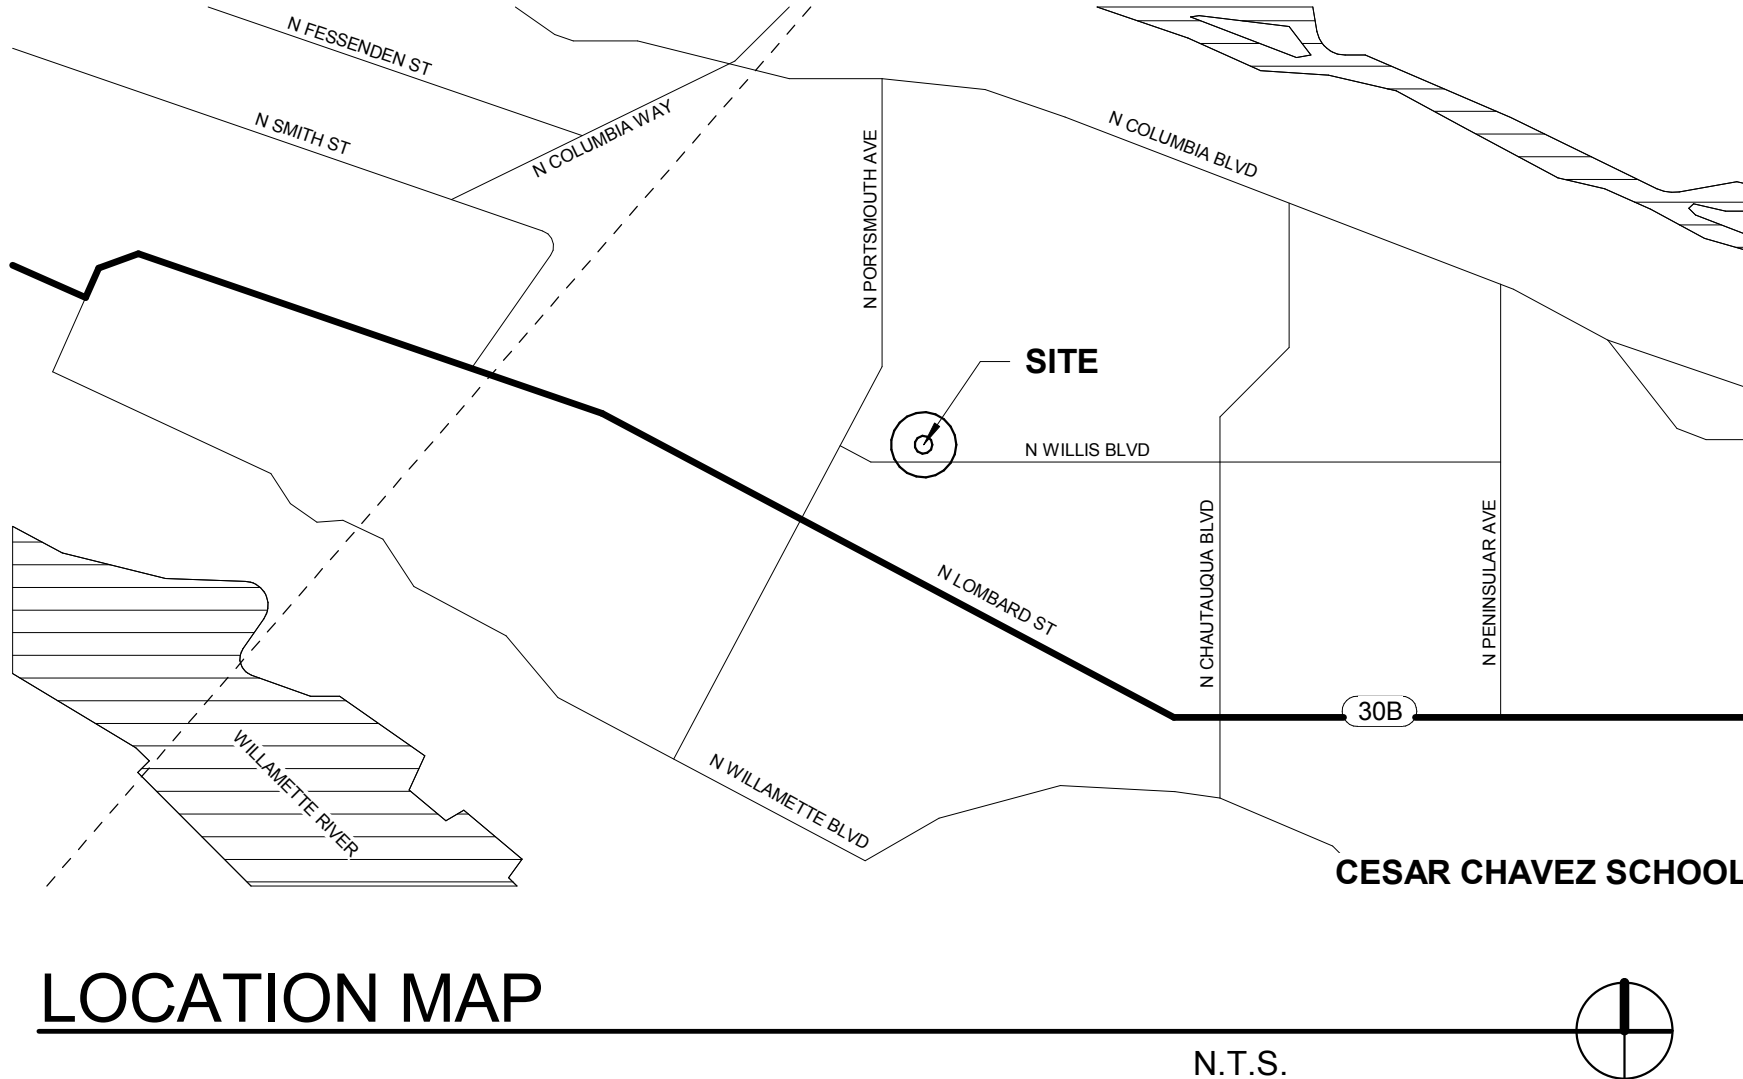 N FESSENDEN ST
N SMITH ST
N COLUMBIA WAY
N PORTSMOUTH AVE
N COLUMBIA BLVD
SITE
N WILLIS BLVD
N CHAUTAUQUA BLVD
N PENINSULAR AVE
N LOMBARD ST
30B
WILLAMETTE RIVER
N WILLAMETTE BLVD
CESAR CHAVEZ SCHOOL
LOCATION MAP
N.T.S.